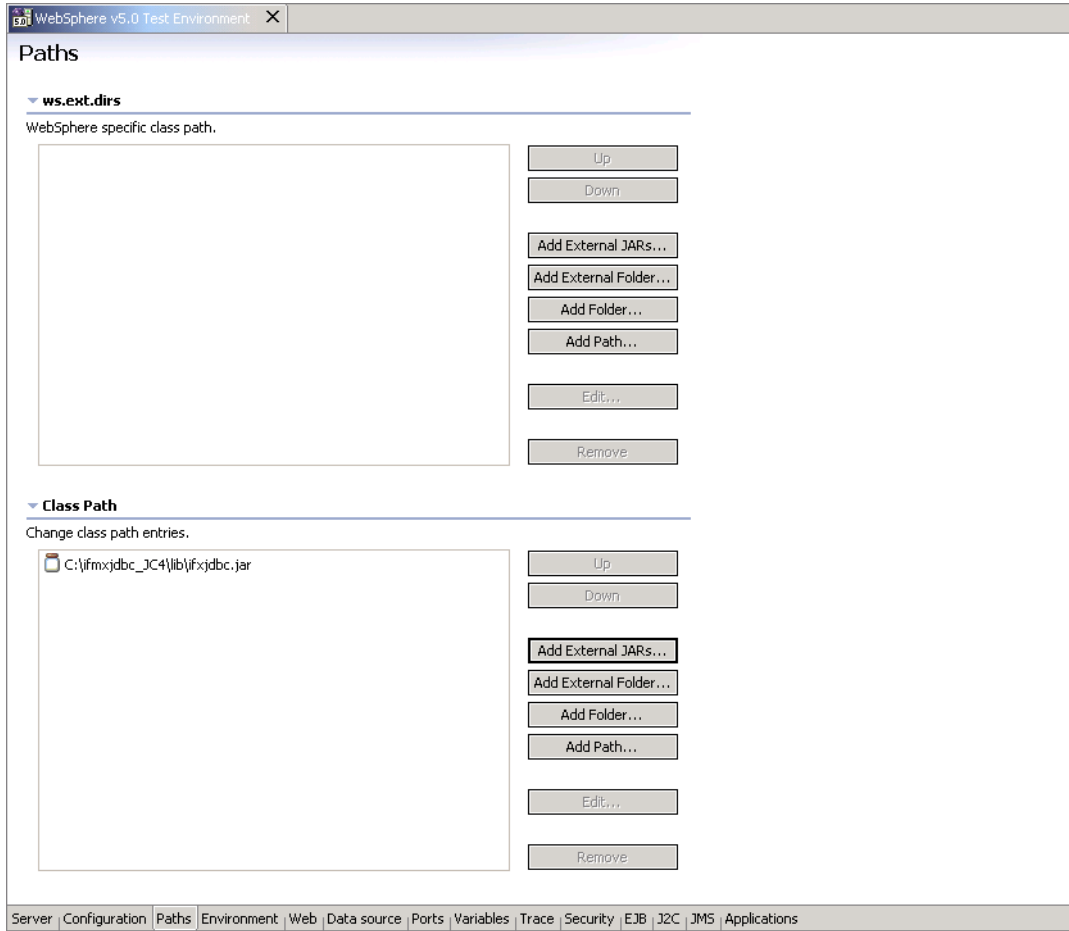 5.0 WebSphere v5.0 Test Environment
Paths
ws.ext.dirs
WebSphere specific class path.
Up
Down
Add External JARs...
Add External Folder...
Add Folder...
Add Path...
Edit...
Remove
Class Path
Change class path entries.
C:\ifmxjdbc_JC4\lib\ifxjdbc.jar
Up
Down
Add External JARs...
Add External Folder...
Add Folder...
Add Path...
Edit...
Remove
Server Configuration Paths Environment Web Data source Ports Variables Trace Security EJB J2C JMS Applications